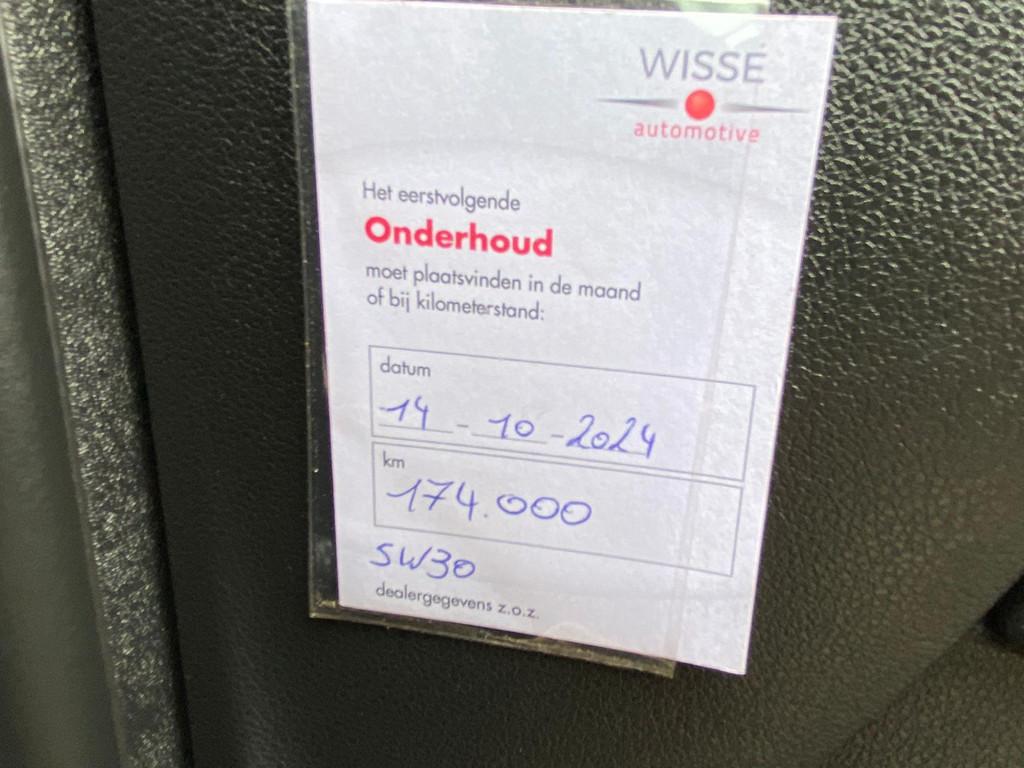 WISSE
automotive
Het eerstvolgende
Onderhoud
moet plaatsvinden in de maand
of bij kilometerstand:
datum
14 - 10 - 2024
km
174.000
5W30
dealergegevens z.o.z.